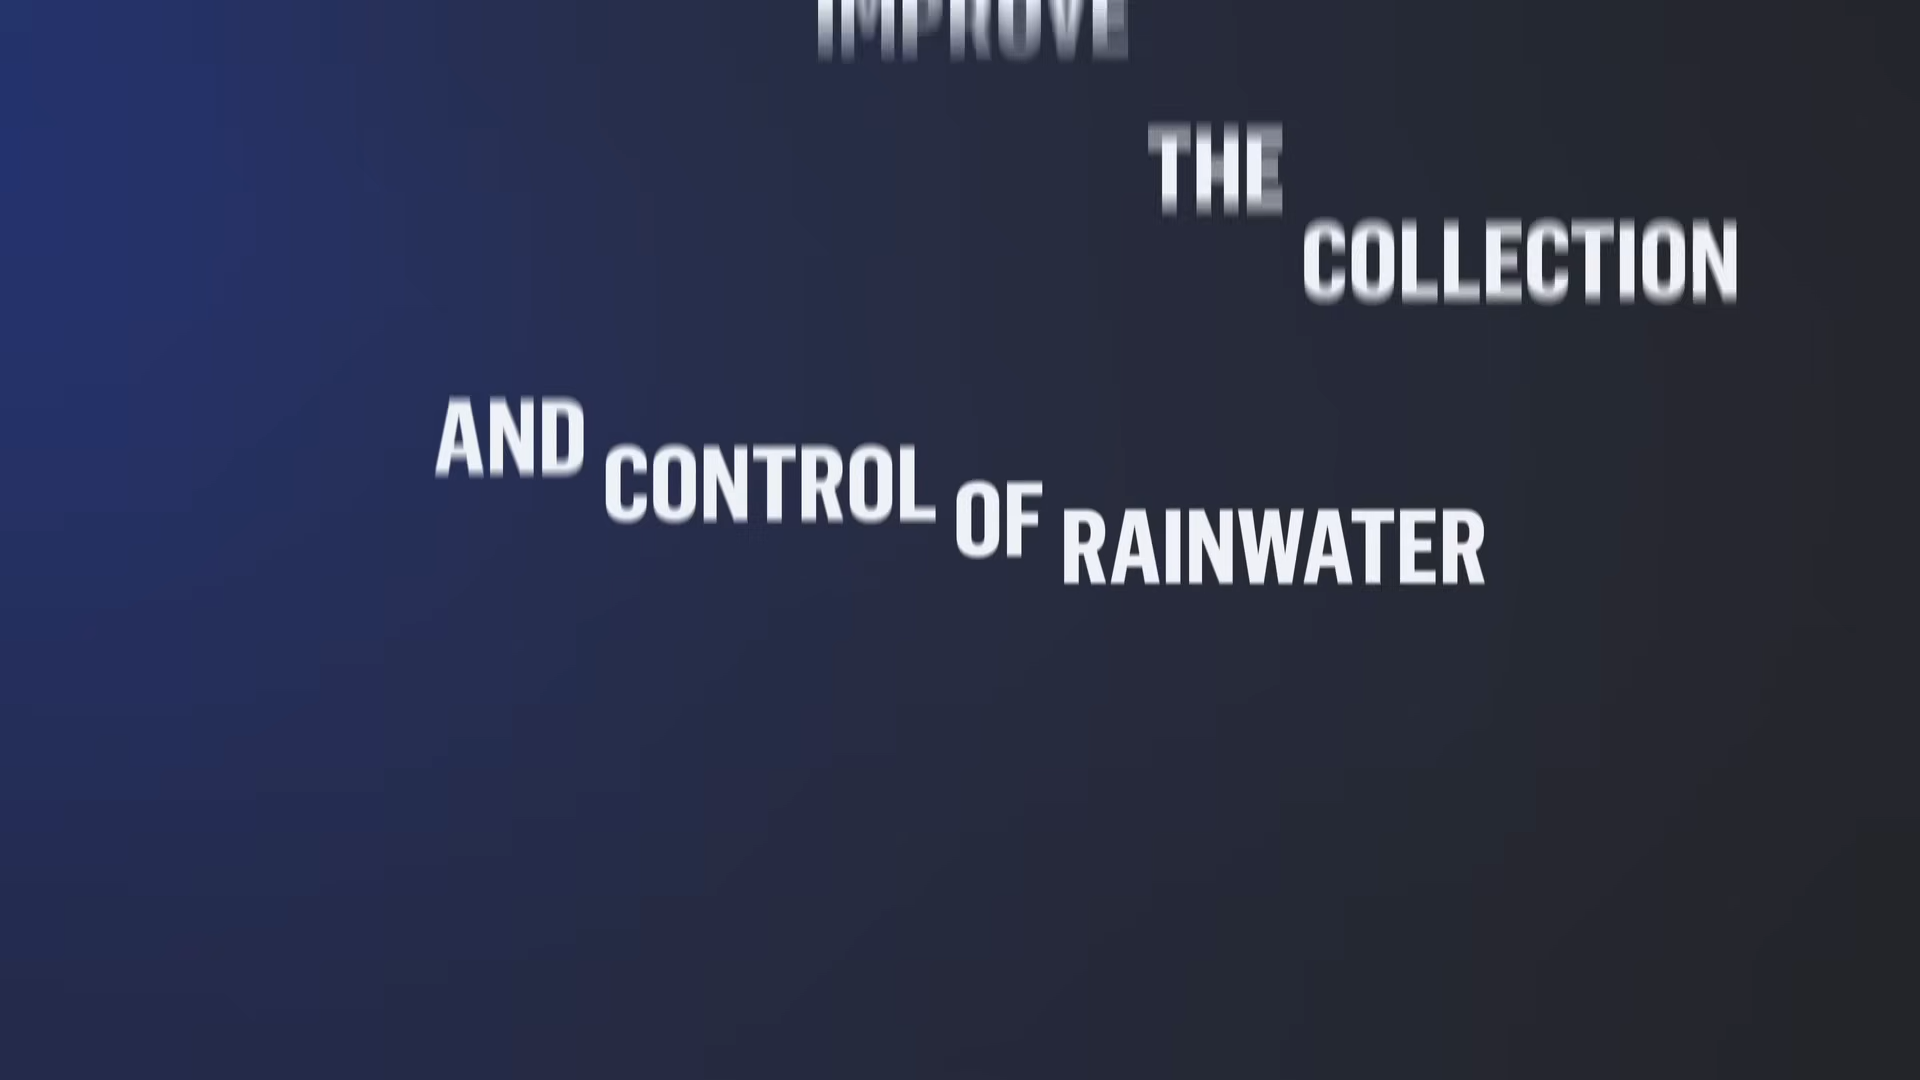 IMPROVE THE COLLECTION
AND CONTROL OF RAINWATER